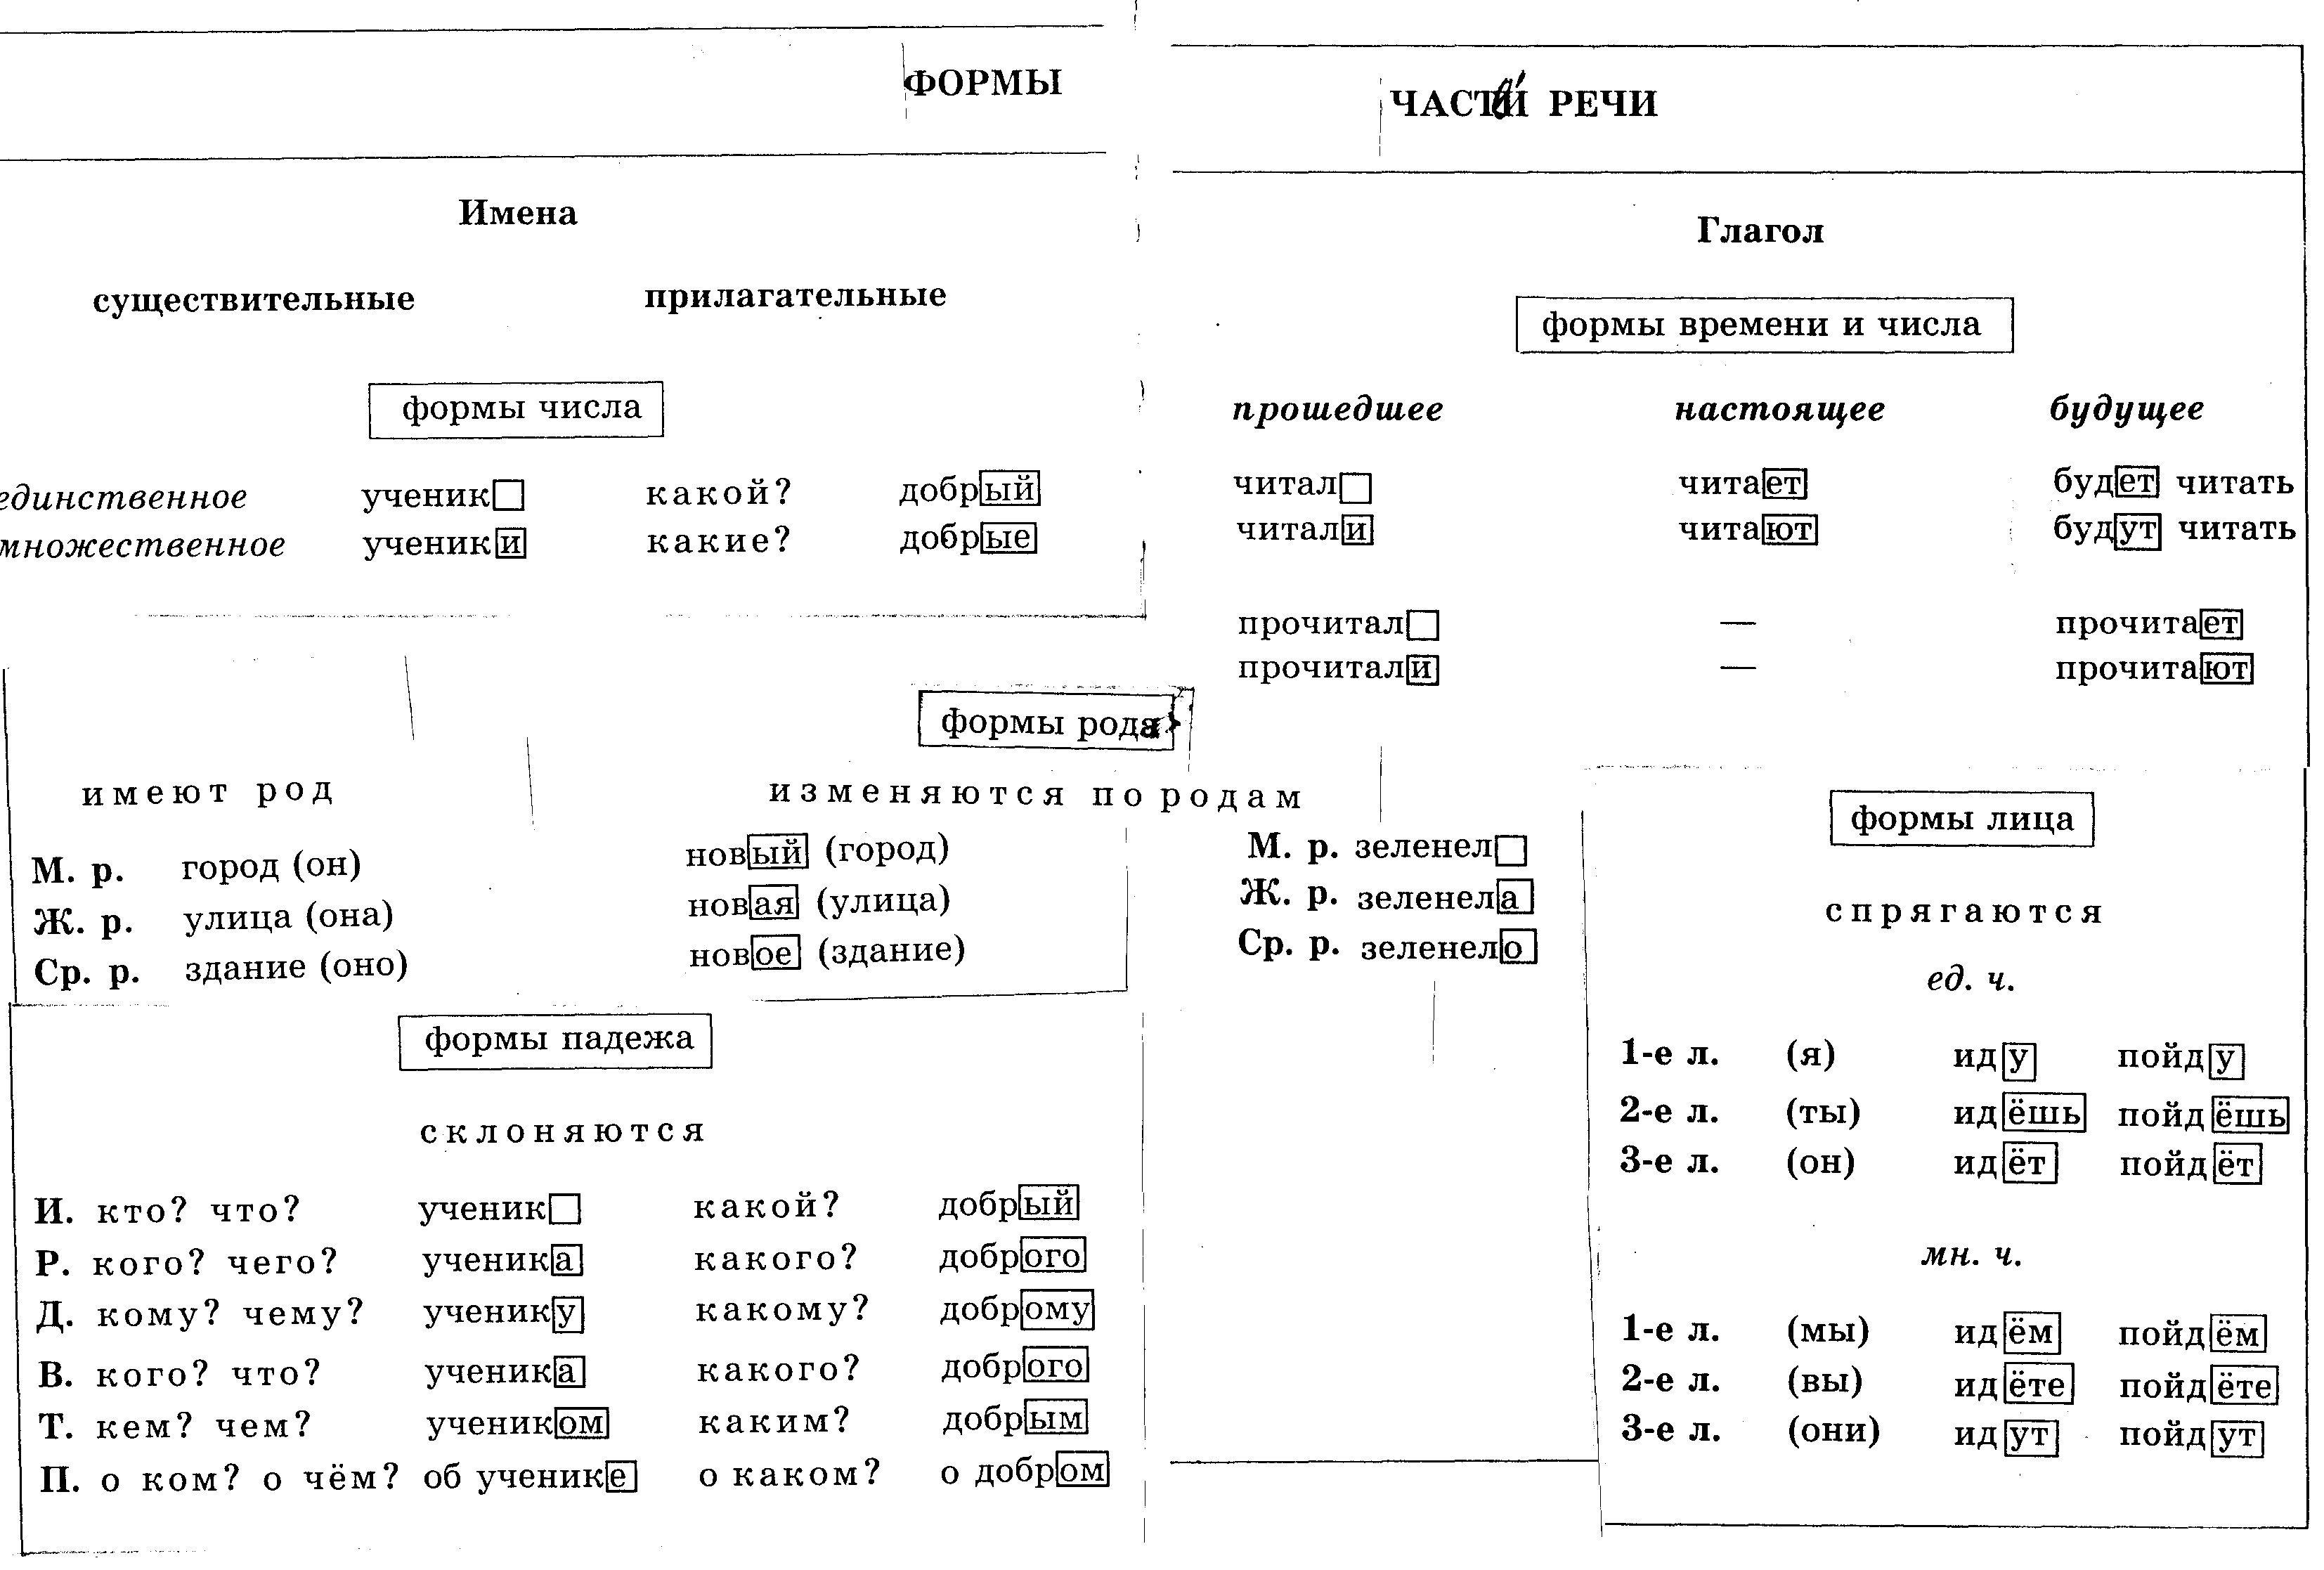 ФОРМЫ ЧАСТИ РЕЧИ
Имена
существительные прилагательные
формы числа
единственное ученик какой? добрый
множественное ученики какие? добрые
Глагол
формы времени и числа
прошедшее настоящее будущее
читал читает будет читать
читали читают будут читать
прочитал — прочитает
прочитали — прочитают
формы рода
имеют род изменяются по родам
М. р. город (он) новый (город) М. р. зеленел
Ж. р. улица (она) новая (улица) Ж. р. зеленела
Ср. р. здание (оно) новое (здание) Ср. р. зеленело
формы падежа
склоняются
И. кто? что? ученик какой? добрый
Р. кого? чего? ученика какого? доброго
Д. кому? чему? ученику какому? доброму
В. кого? что? ученика какого? доброго
Т. кем? чем? учеником каким? добрым
П. о ком? о чём? об ученике о каком? о добром
формы лица
спрягаются
ед. ч.
1-е л. (я) иду пойду
2-е л. (ты) идёшь пойдёшь
3-е л. (он) идёт пойдёт
мн. ч.
1-е л. (мы) идём пойдём
2-е л. (вы) идёте пойдёте
3-е л. (они) идут пойдут